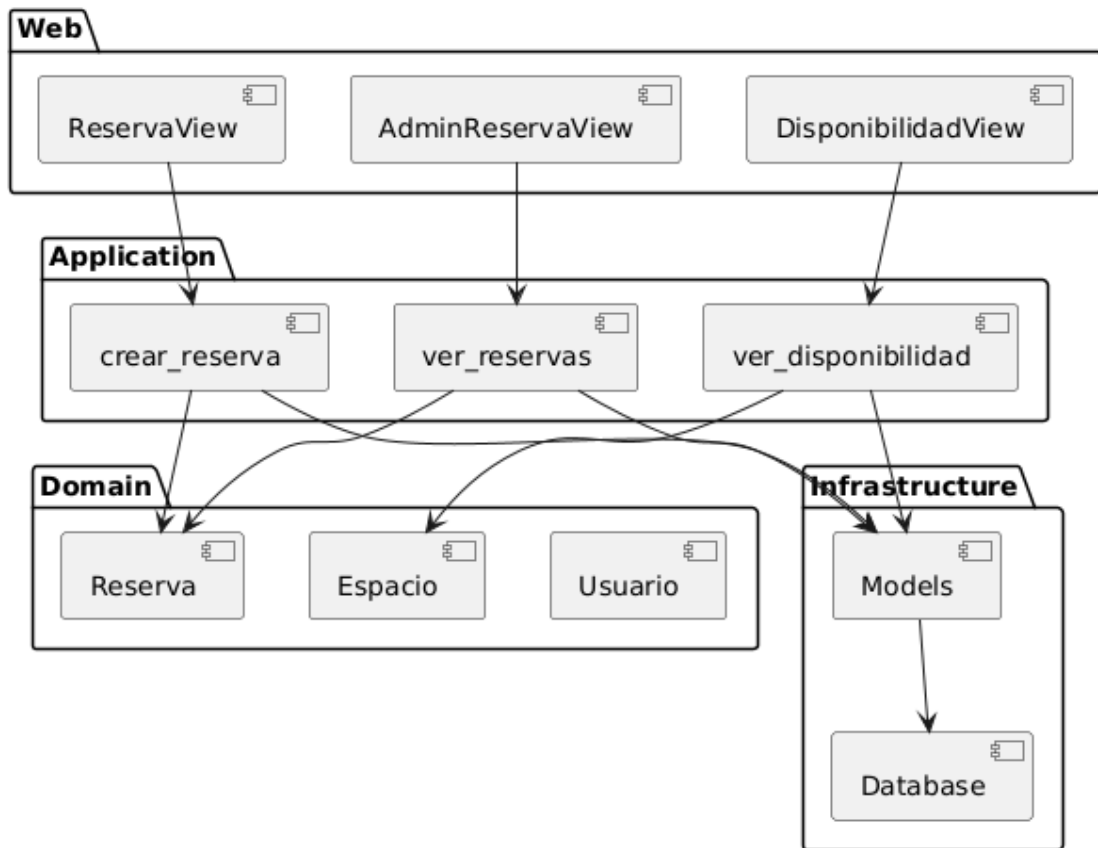 Web
ReservaView
AdminReservaView
DisponibilidadView
Application
crear_reserva
ver_reservas
ver_disponibilidad
Domain
Reserva
Espacio
Usuario
Infrastructure
Models
Database